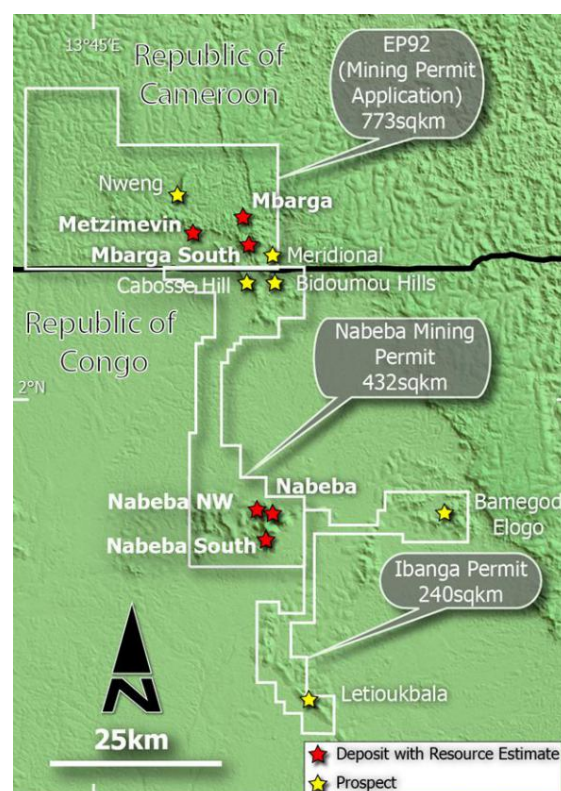 13°45'E
Republic of
Cameroon
EP92
(Mining Permit
Application)
773sqkm
Nweng
Mbarga
Metzimevin
Mbarga South
Meridional
Cabosse Hill
Bidoumou Hills
Republic of
Congo
Nabeba Mining
Permit
432sqkm
2°N
Nabeba NW
Nabeba
Nabeba South
Bamegod
Elogo
Ibanga Permit
240sqkm
Letioukbala
N
25km
Deposit with Resource Estimate
Prospect